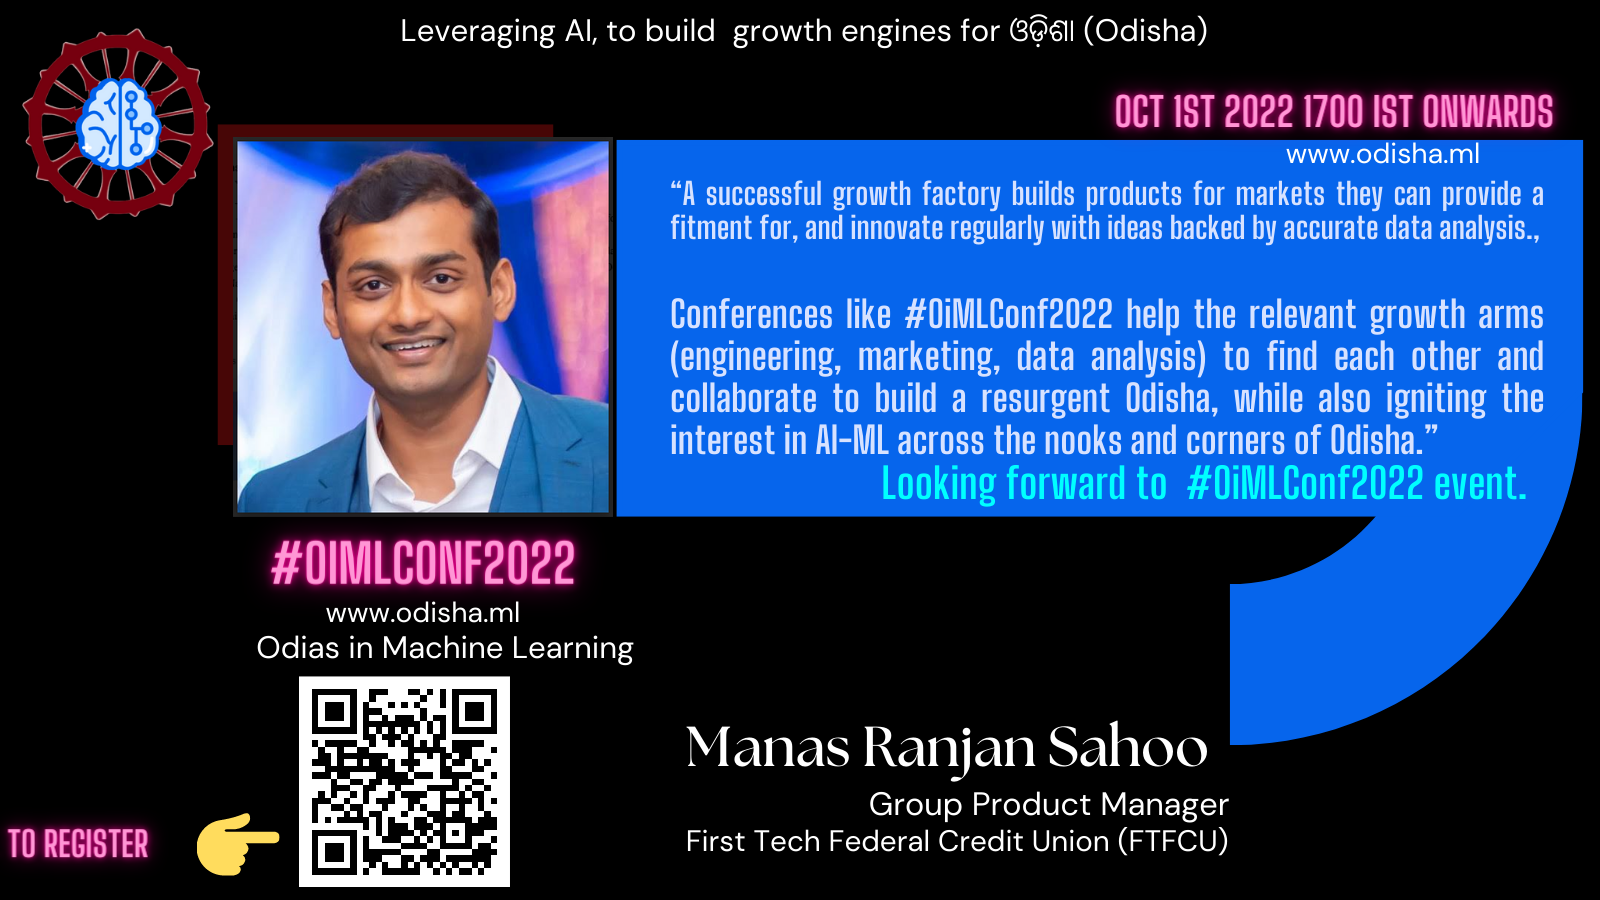 Leveraging AI, to build growth engines for ଓଡ଼ିଶା (Odisha)
OCT 1ST 2022 1700 IST ONWARDS
www.odisha.ml
“A successful growth factory builds products for markets they can provide a
fitment for, and innovate regularly with ideas backed by accurate data analysis.,
Conferences like #OiMLConf2022 help the relevant growth arms
(engineering, marketing, data analysis) to find each other and
collaborate to build a resurgent Odisha, while also igniting the
interest in AI-ML across the nooks and corners of Odisha.”
Looking forward to #OiMLConf2022 event.
#OIMLCONF2022
www.odisha.ml
Odias in Machine Learning
Manas Ranjan Sahoo
Group Product Manager
First Tech Federal Credit Union (FTFCU)
TO REGISTER